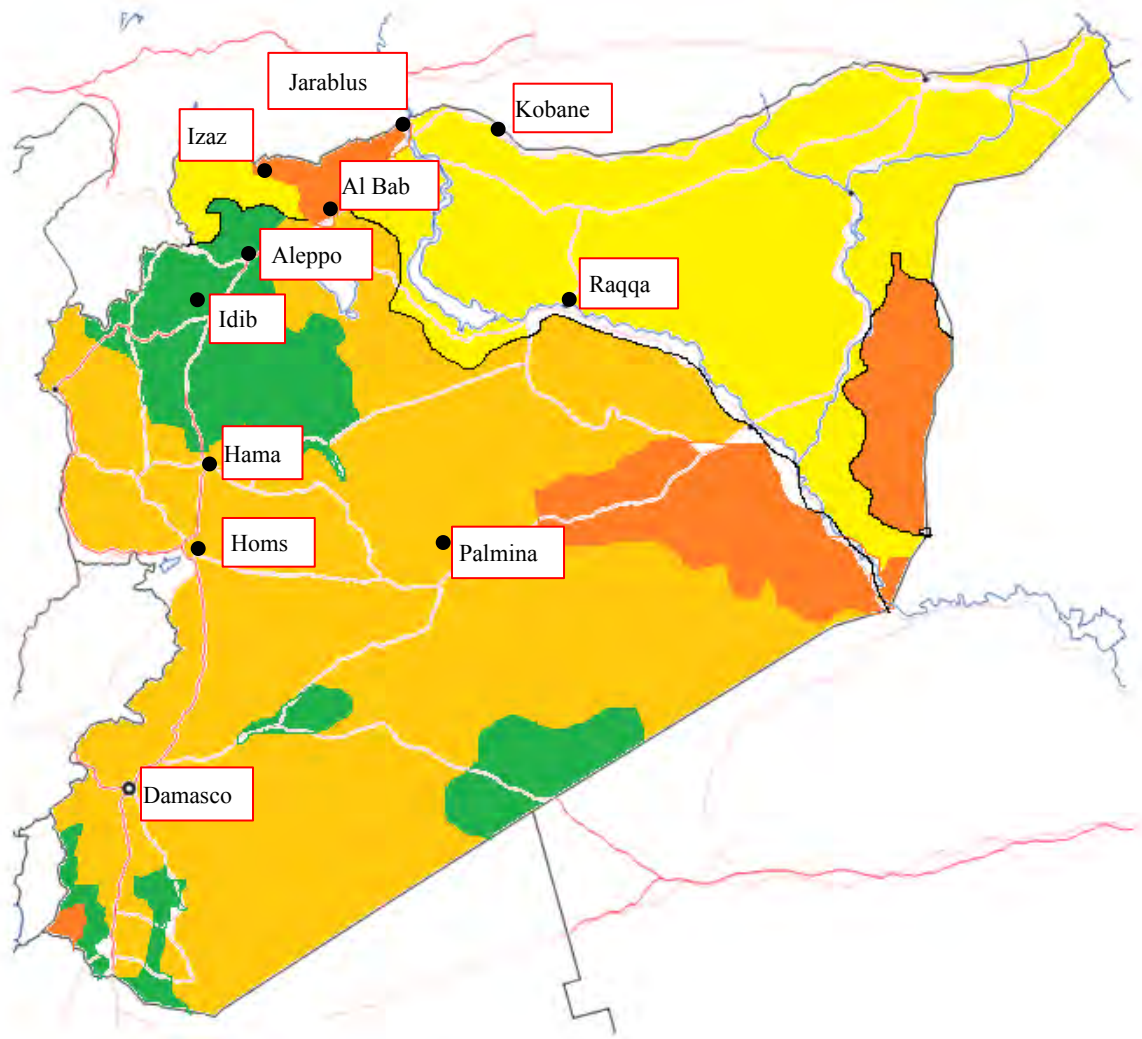 Jarablus
Kobane
Izaz
Al Bab
Aleppo
Raqqa
Idib
Hama
Homs
Palmina
Damasco